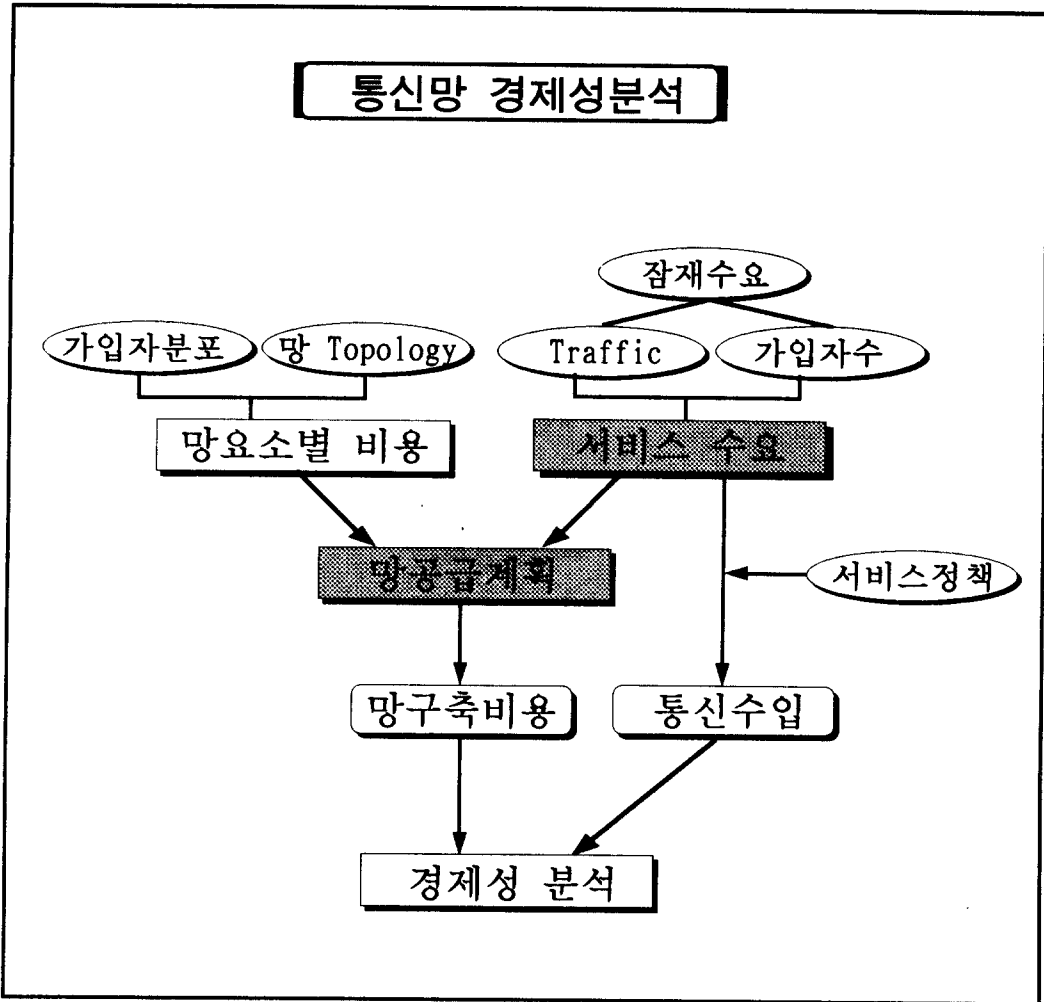 통신망 경제성분석
잠재수요
가입자분포
망 Topology
Traffic
가입자수
망요소별 비용
서비스 수요
망공급계획
서비스정책
망구축비용
통신수입
경제성 분석